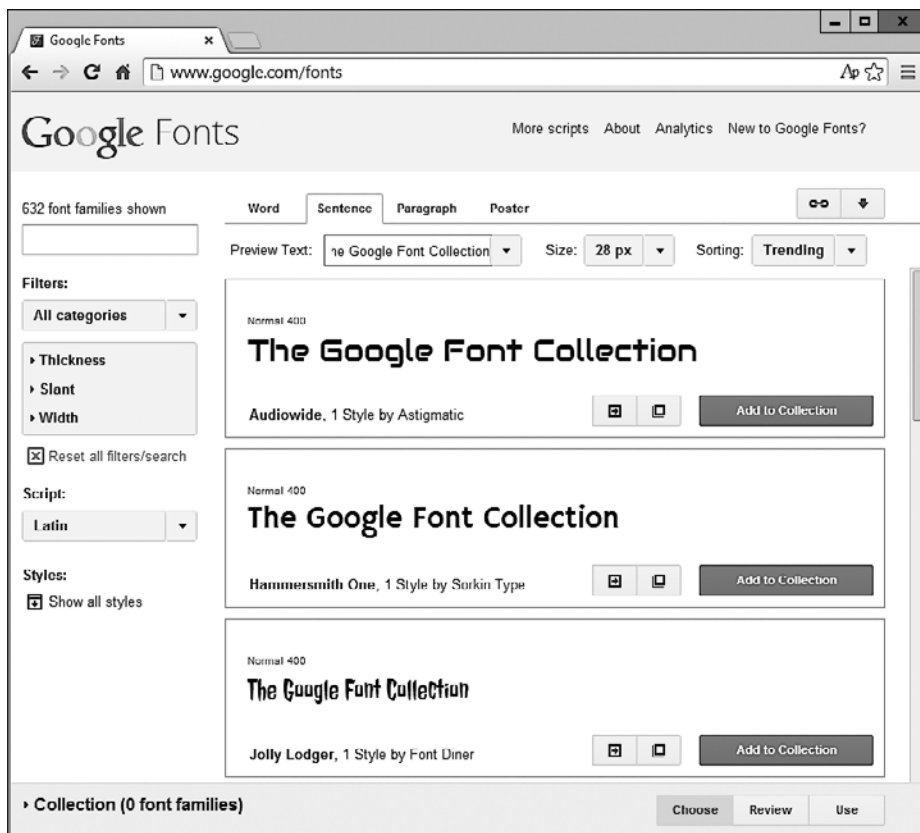 Google Fonts
www.google.com/fonts
Google Fonts
More scripts About Analytics New to Google Fonts?
632 font families shown
Word Sentence Paragraph Poster
Preview Text: he Google Font Collection Size: 28 px Sorting: Trending
Filters:
All categories
Thickness
Slant
Width
Reset all filters/search
Script:
Latin
Styles:
Show all styles
Normal 400
The Google Font Collection
Audiowide, 1 Style by Astigmatic
Add to Collection
Normal 400
The Google Font Collection
Hammersmith One, 1 Style by Sorkin Type
Add to Collection
Normal 400
The Google Font Collection
Jolly Lodger, 1 Style by Font Diner
Add to Collection
Collection (0 font families)
Choose Review Use